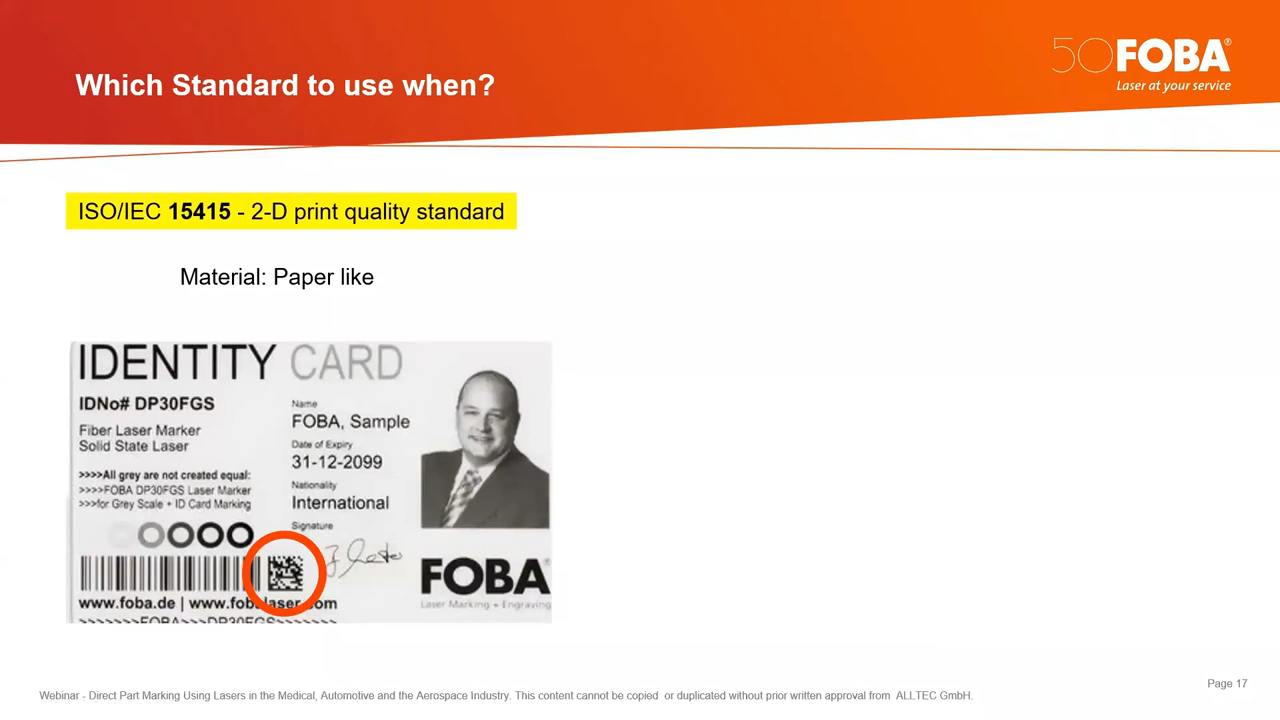 50FOBA®
Laser at your service
Which Standard to use when?
ISO/IEC 15415 - 2-D print quality standard
Material: Paper like
IDENTITY CARD
IDNo# DP30FGS
Fiber Laser Marker
Solid State Laser
>>>>All grey are not created equal:
>>>>FOBA DP30FGS Laser Marker
>>>for Grey Scale + ID Card Marking
Name
FOBA, Sample
Date of Expiry
31-12-2099
Nationality
International
Signature
www.foba.de | www.fobalaser.com
>>>>>>>FOBA>>>DP30FGS>>>>>>>
FOBA®
Laser Marking + Engraving
Webinar - Direct Part Marking Using Lasers in the Medical, Automotive and the Aerospace Industry. This content cannot be copied or duplicated without prior written approval from ALLTEC GmbH.
Page 17